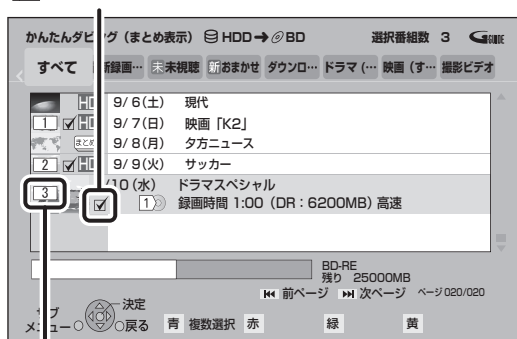 かんたんダビング（まとめ表示） HDD→BD 選択番組数 3 GGUIDE
すべて 新録画… 未未視聴 新おまかせ ダウンロ… ドラマ（… 映画（す… 撮影ビデオ
9/ 6(土) 現代
1 9/ 7(日) 映画「K2」
まとめ 9/ 8(月) 夕方ニュース
2 9/ 9(火) サッカー
3 /10(水) ドラマスペシャル
1 録画時間 1:00（DR：6200MB）高速
BD-RE
残り 25000MB
前ページ 次ページ ページ020/020
サブメニュー 決定 戻る 青 複数選択 赤 緑 黄